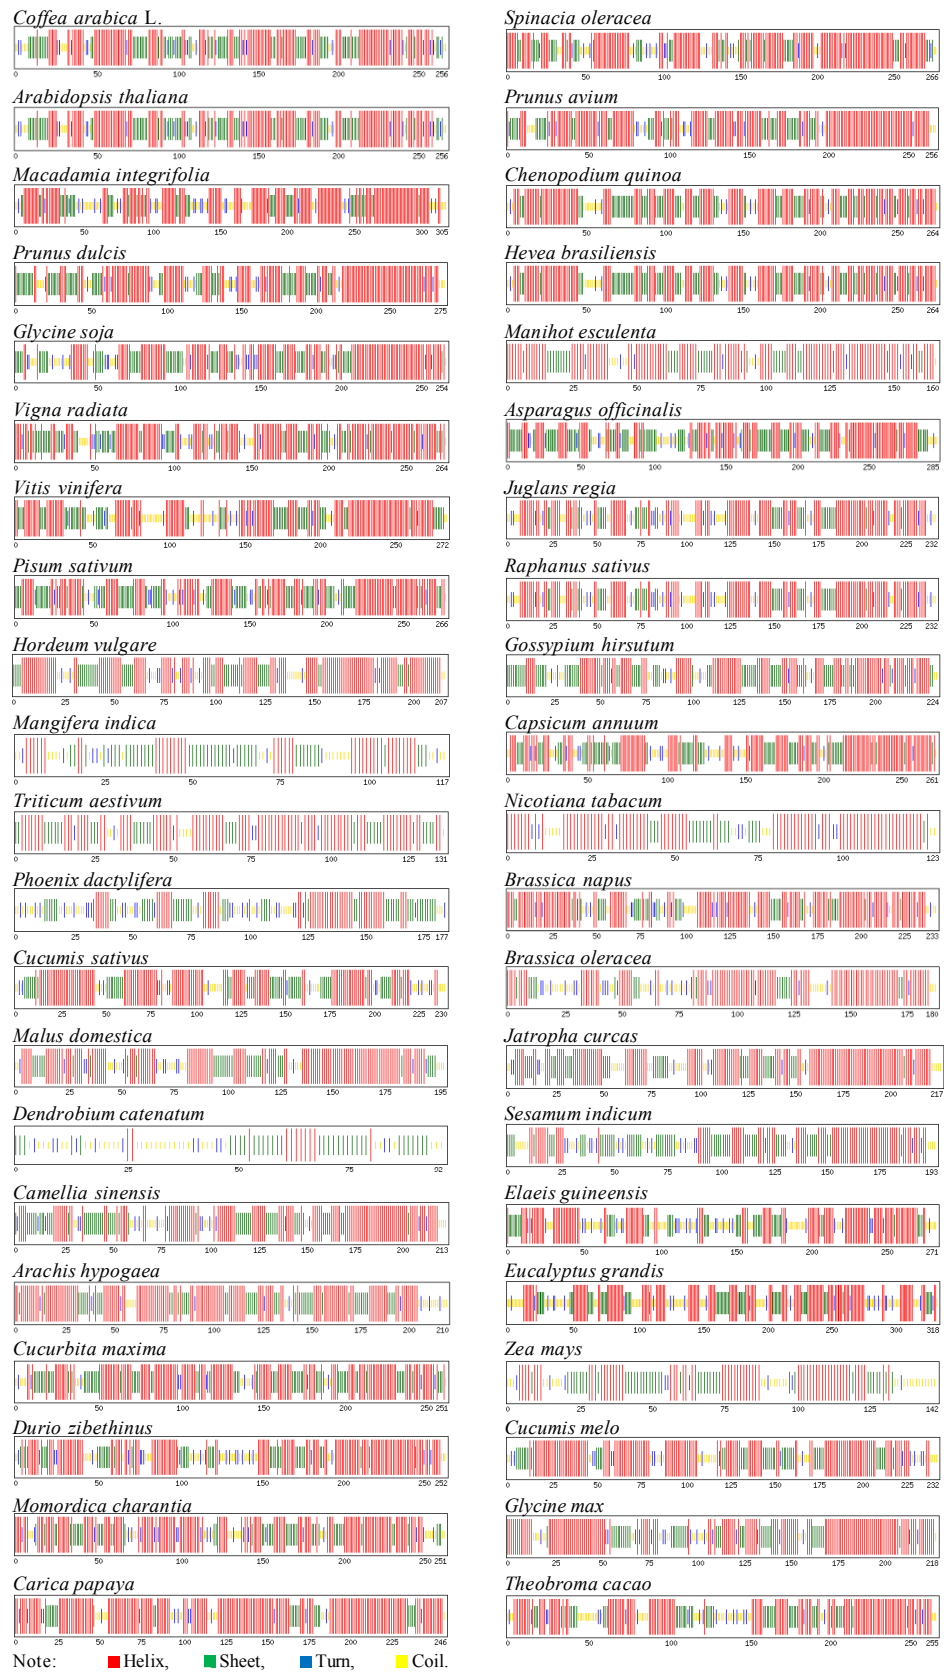 Coffea arabica L.
0 50 100 150 200 250 256
Arabidopsis thaliana
0 50 100 150 200 250 256
Macadamia integrifolia
0 50 100 150 200 250 300 305
Prunus dulcis
0 50 100 150 200 250 275
Glycine soja
0 50 100 150 200 250 254
Vigna radiata
0 50 100 150 200 250 264
Vitis vinifera
0 50 100 150 200 250 272
Pisum sativum
0 50 100 150 200 250 266
Hordeum vulgare
0 25 50 75 100 125 150 175 200 207
Mangifera indica
0 25 50 75 100 117
Triticum aestivum
0 25 50 75 100 125 131
Phoenix dactylifera
0 25 50 75 100 125 150 175 177
Cucumis sativus
0 25 50 75 100 125 150 175 200 225 230
Malus domestica
0 25 50 75 100 125 150 175 195
Dendrobium catenatum
0 25 50 75 92
Camellia sinensis
0 25 50 75 100 125 150 175 200 213
Arachis hypogaea
0 25 50 75 100 125 150 175 200 210
Cucurbita maxima
0 50 100 150 200 250 251
Durio zibethinus
0 50 100 150 200 250 252
Momordica charantia
0 50 100 150 200 250 251
Carica papaya
0 25 50 75 100 125 150 175 200 225 246
Spinacia oleracea
0 50 100 150 200 250 266
Prunus avium
0 50 100 150 200 250 256
Chenopodium quinoa
0 50 100 150 200 250 264
Hevea brasiliensis
0 50 100 150 200 250 264
Manihot esculenta
0 25 50 75 100 125 150 160
Asparagus officinalis
0 50 100 150 200 250 285
Juglans regia
0 25 50 75 100 125 150 175 200 225 232
Raphanus sativus
0 25 50 75 100 125 150 175 200 225 232
Gossypium hirsutum
0 25 50 75 100 125 150 175 200 224
Capsicum annuum
0 50 100 150 200 250 261
Nicotiana tabacum
0 25 50 75 100 123
Brassica napus
0 25 50 75 100 125 150 175 200 225 233
Brassica oleracea
0 25 50 75 100 125 150 175 180
Jatropha curcas
0 25 50 75 100 125 150 175 200 217
Sesamum indicum
0 25 50 75 100 125 150 175 193
Elaeis guineensis
0 50 100 150 200 250 271
Eucalyptus grandis
0 50 100 150 200 250 300 318
Zea mays
0 25 50 75 100 125 142
Cucumis melo
0 25 50 75 100 125 150 175 200 225 232
Glycine max
0 25 50 75 100 125 150 175 200 218
Theobroma cacao
0 50 100 150 200 250 255
Note: Helix, Sheet, Turn, Coil.